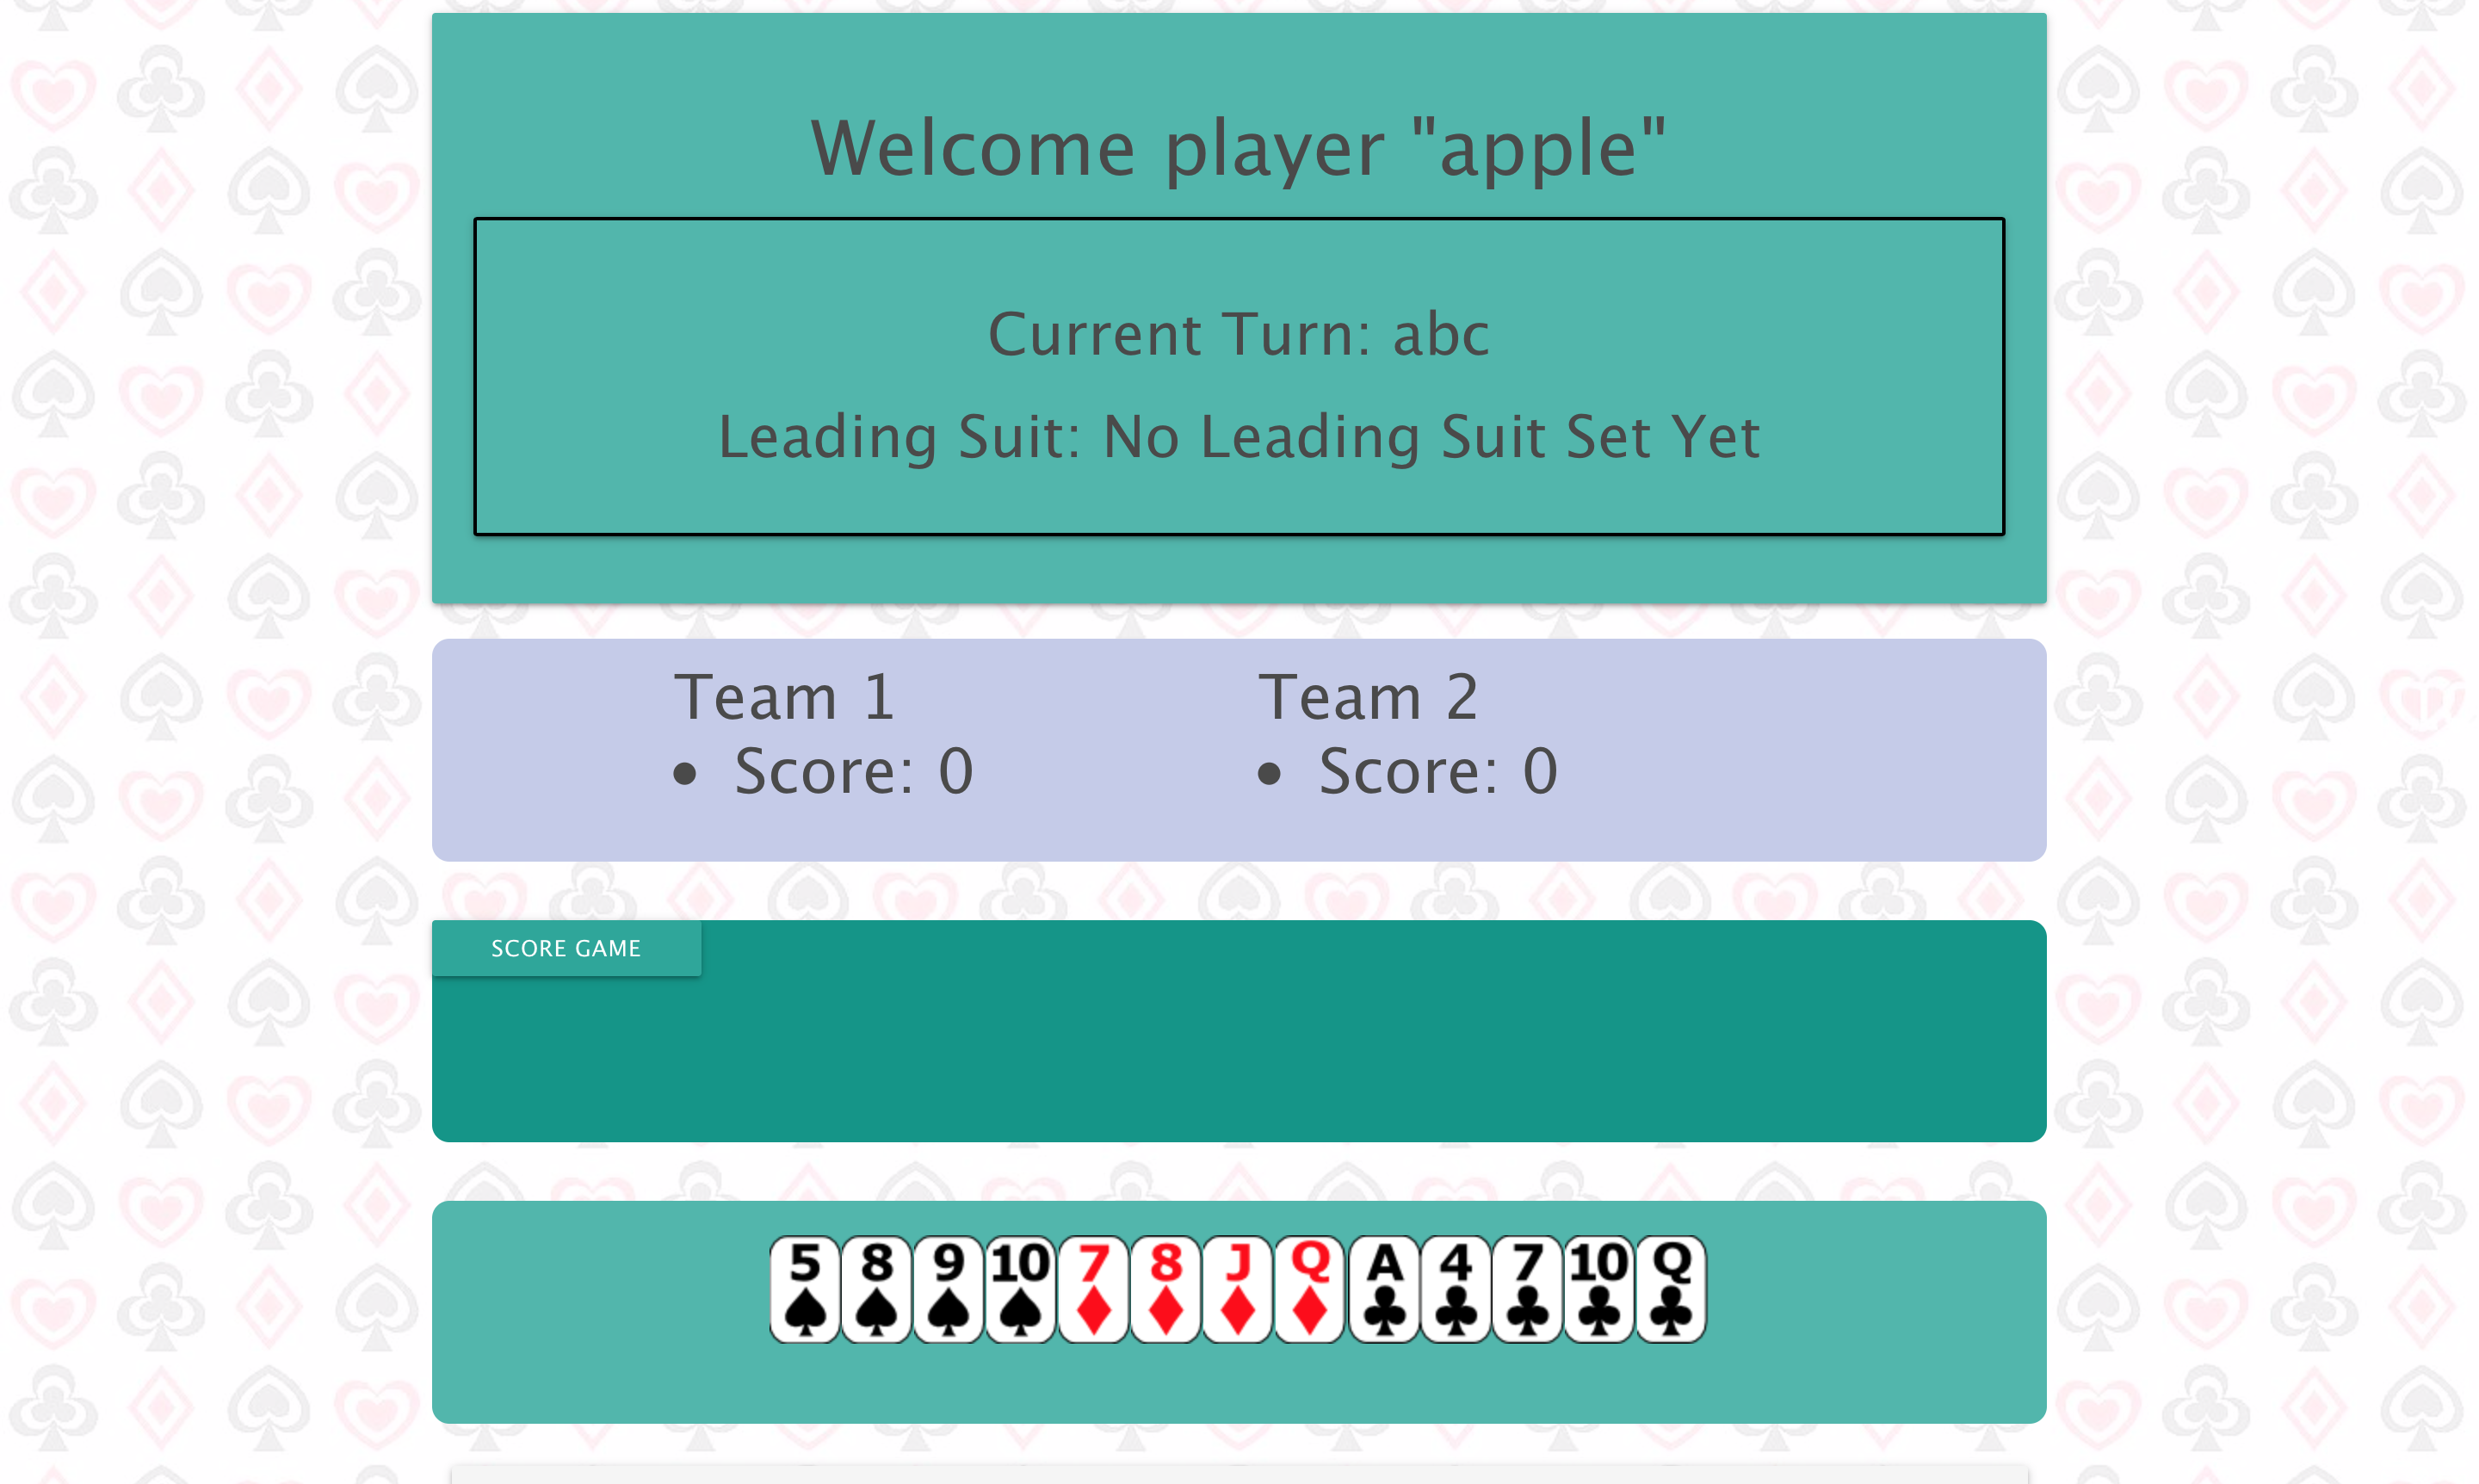 Welcome player "apple"
Current Turn: abc
Leading Suit: No Leading Suit Set Yet
Team 1
• Score: 0
Team 2
• Score: 0
SCORE GAME
5 8 9 10 7 8 J Q A 4 7 10 Q